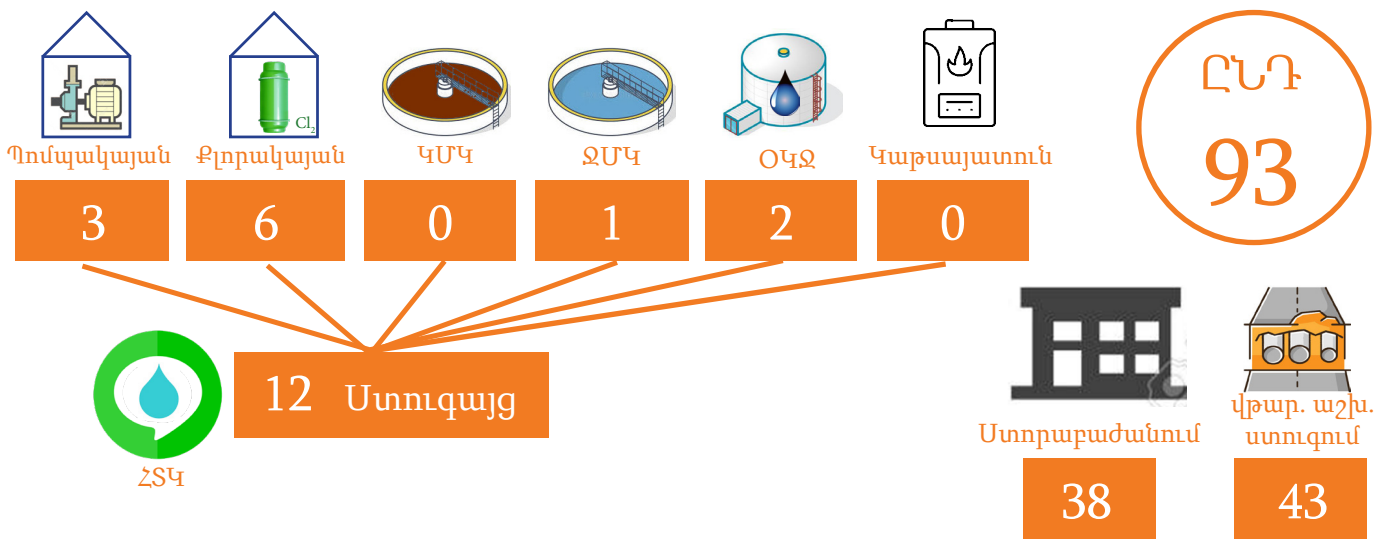 Cl2
ԸՆԴ
93
Պոմպակայան
Քլորակայան
ԿՄԿ
ՋՄԿ
ՕԿՋ
Կաթսայատուն
3
6
0
1
2
0
12 Ստուգայց
ՀՏԿ
Ստորաբաժանում
38
վթար. աշխ.
ստուգում
43